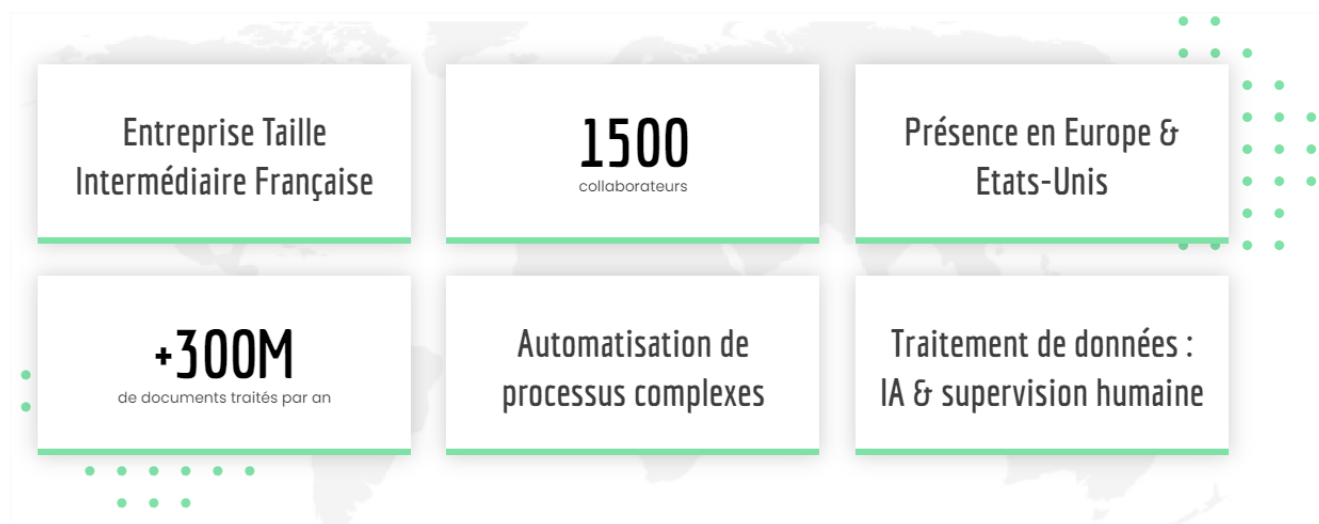 Entreprise Taille
Intermédiaire Française
1500
collaborateurs
Présence en Europe &
Etats-Unis
+300M
de documents traités par an
Automatisation de
processus complexes
Traitement de données :
IA & supervision humaine